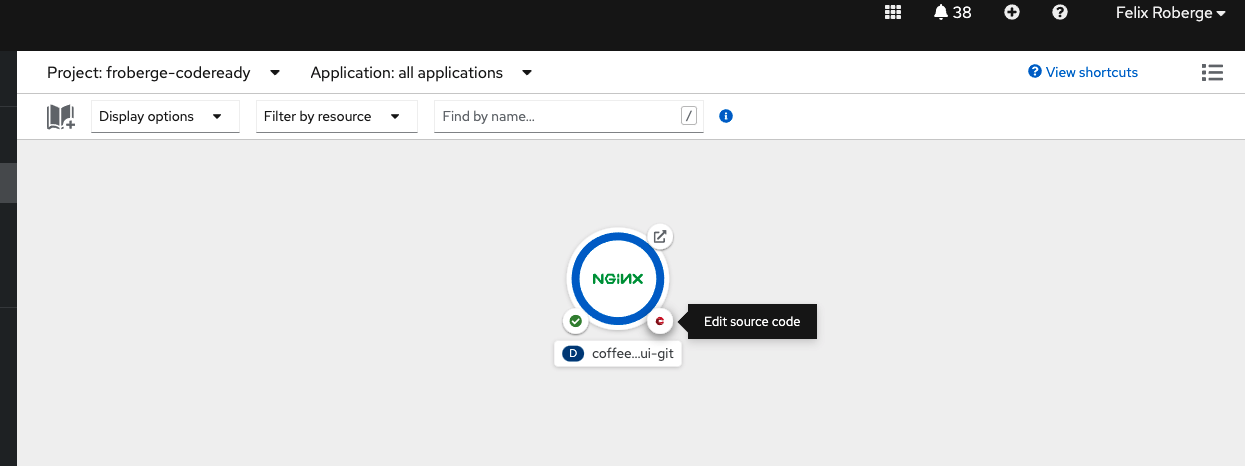 38
Felix Roberge
Project: froberge-codeready
Application: all applications
View shortcuts
Display options
Filter by resource
Find by name...
/
NGiNX
Edit source code
D coffee...ui-git